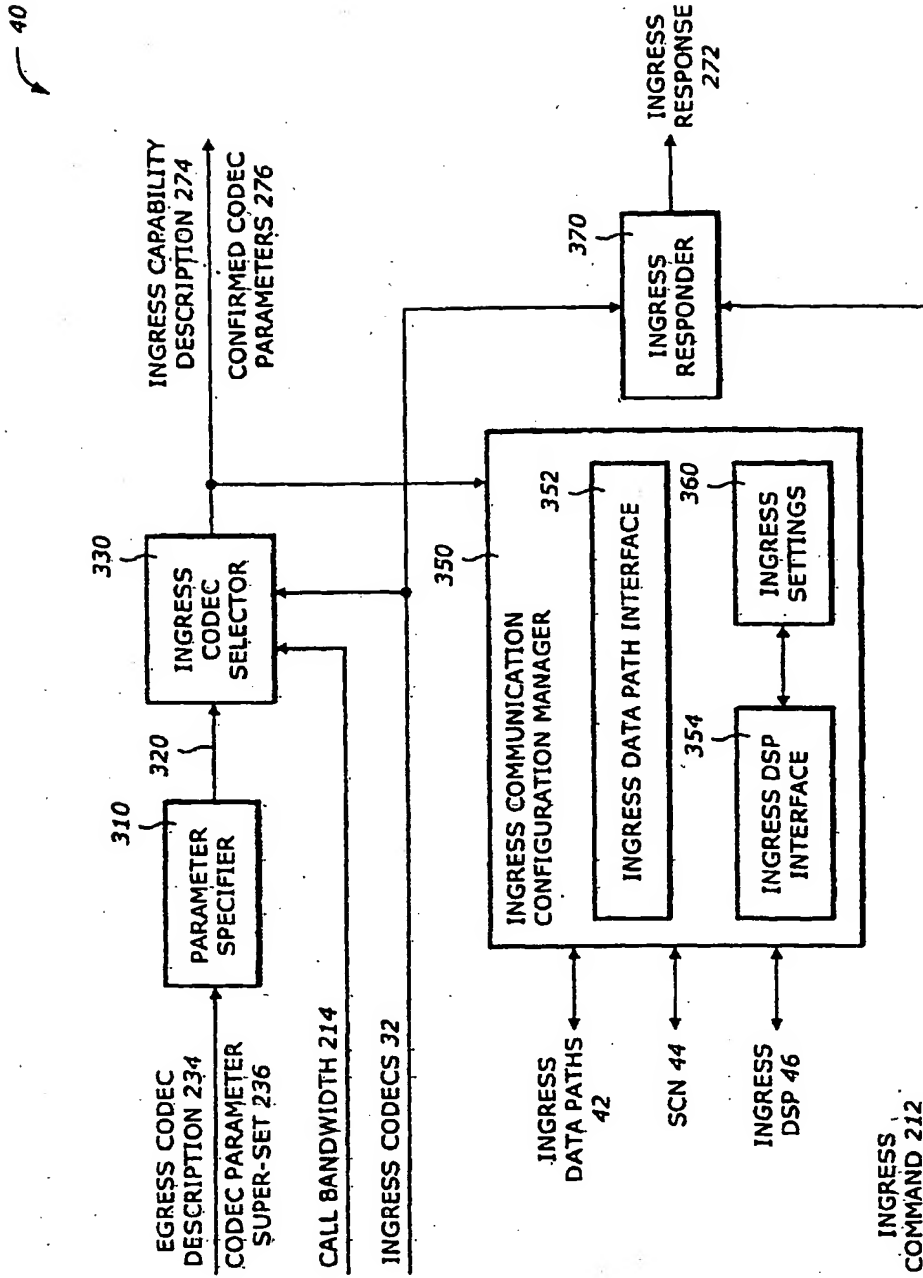 40
EGRESS CODEC
DESCRIPTION 234
CODEC PARAMETER
SUPER-SET 236
310
PARAMETER
SPECIFIER
320
330
INGRESS
CODEC
SELECTOR
INGRESS CAPABILITY
DESCRIPTION 274
CONFIRMED CODEC
PARAMETERS 276
CALL BANDWIDTH 214
INGRESS CODECS 32
350
INGRESS COMMUNICATION
CONFIGURATION MANAGER
352
INGRESS DATA PATH INTERFACE
354
INGRESS DSP
INTERFACE
360
INGRESS
SETTINGS
370
INGRESS
RESPONDER
INGRESS
RESPONSE
272
INGRESS
DATA PATHS
42
SCN 44
INGRESS
DSP 46
INGRESS
COMMAND 212